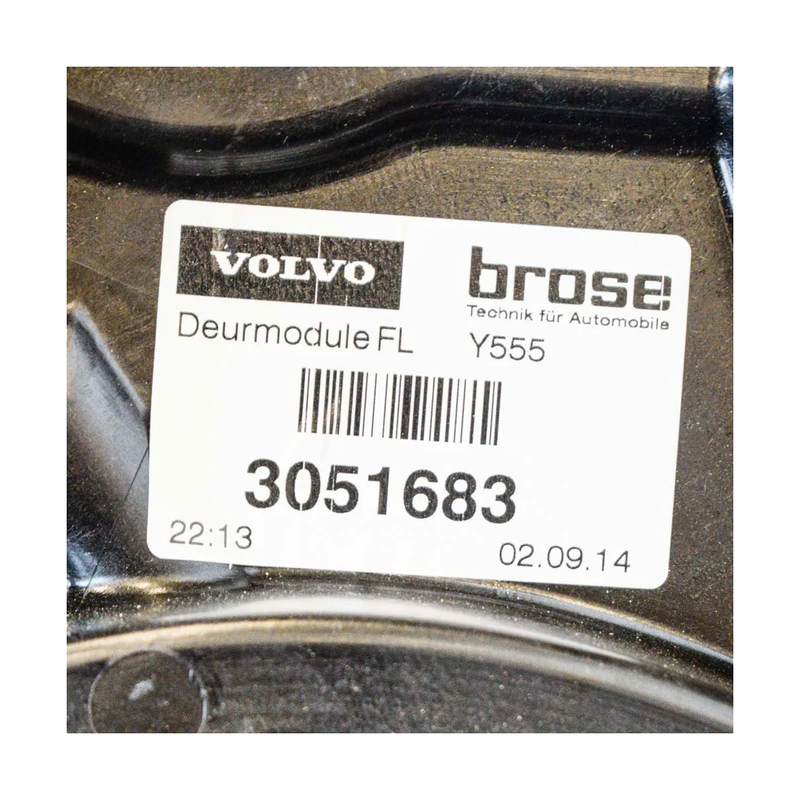 VOLVO brose
Technik für Automobile
Deurmodule FL Y555
3051683
22:13 02.09.14